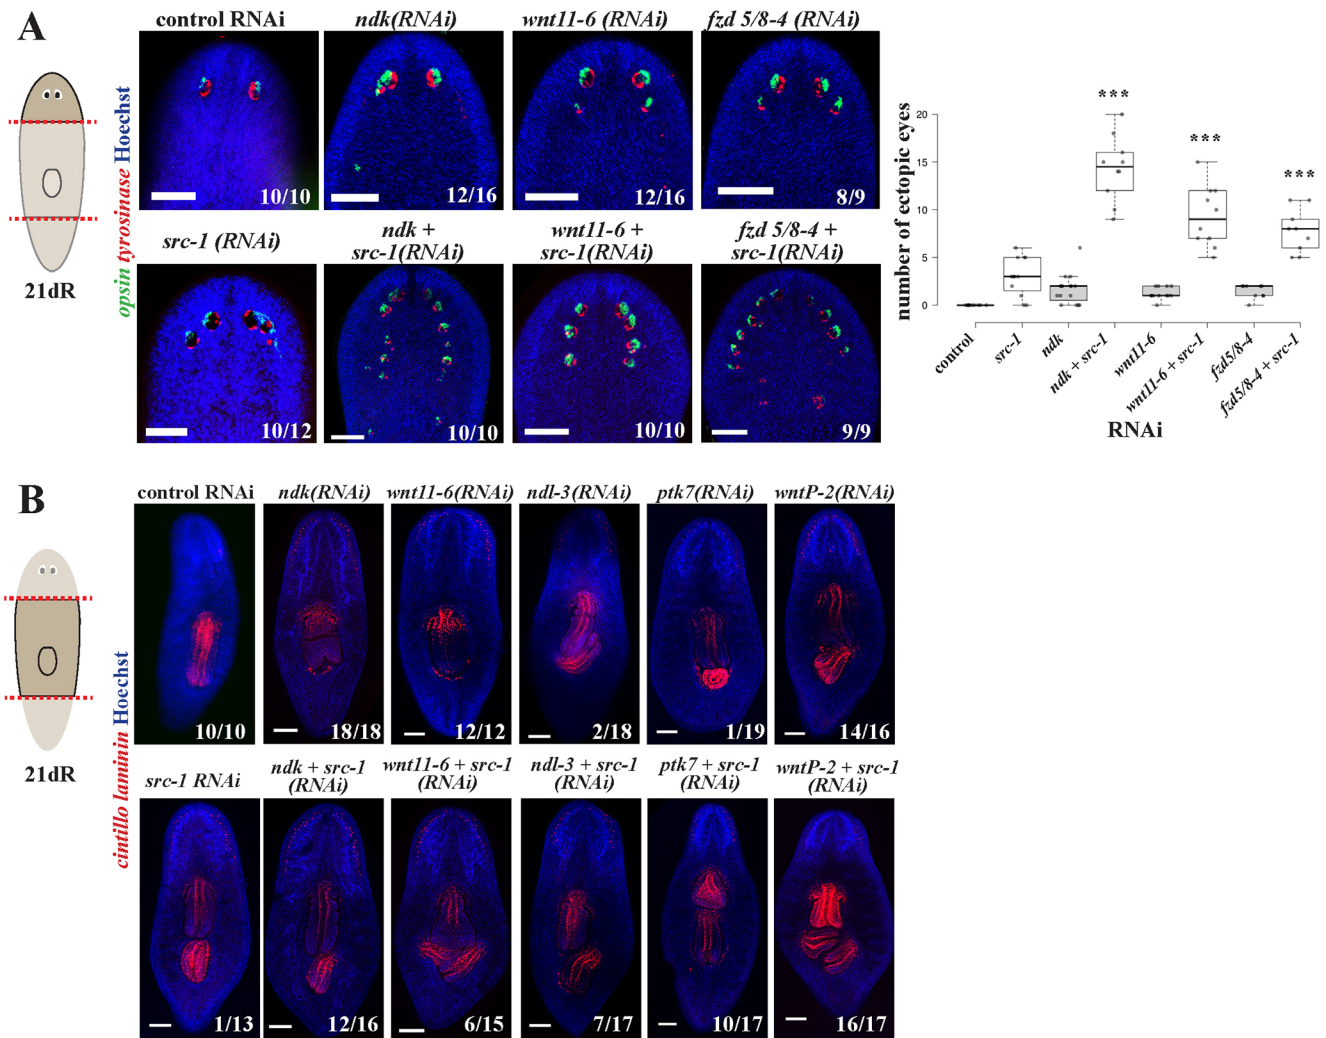 A
control RNAi
ndk(RNAi)
wnt11-6 (RNAi)
fzd 5/8-4 (RNAi)
21dR
opsin tyrosinase Hoechst
10/10
12/16
12/16
8/9
src-1 (RNAi)
ndk +
src-1(RNAi)
wnt11-6 +
src-1(RNAi)
fzd 5/8-4 +
src-1(RNAi)
10/12
10/10
10/10
9/9
number of ectopic eyes
20
15
10
5
0
***
***
***
control
src-1
ndk
ndk + src-1
wnt11-6
wnt11-6 + src-1
fzd5/8-4
fzd5/8-4 + src-1
RNAi
B
control RNAi
ndk(RNAi)
wnt11-6(RNAi)
ndl-3(RNAi)
ptk7(RNAi)
wntP-2(RNAi)
21dR
cintillo laminin Hoechst
10/10
18/18
12/12
2/18
1/19
14/16
src-1 RNAi
ndk + src-1
(RNAi)
wnt11-6 + src-1
(RNAi)
ndl-3 + src-1
(RNAi)
ptk7 + src-1
(RNAi)
wntP-2 + src-1
(RNAi)
1/13
12/16
6/15
7/17
10/17
16/17